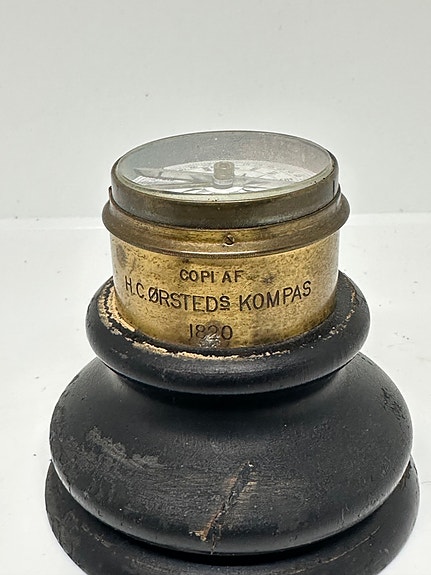 COPI AF
H.C.ØRSTEDS KOMPAS
1820